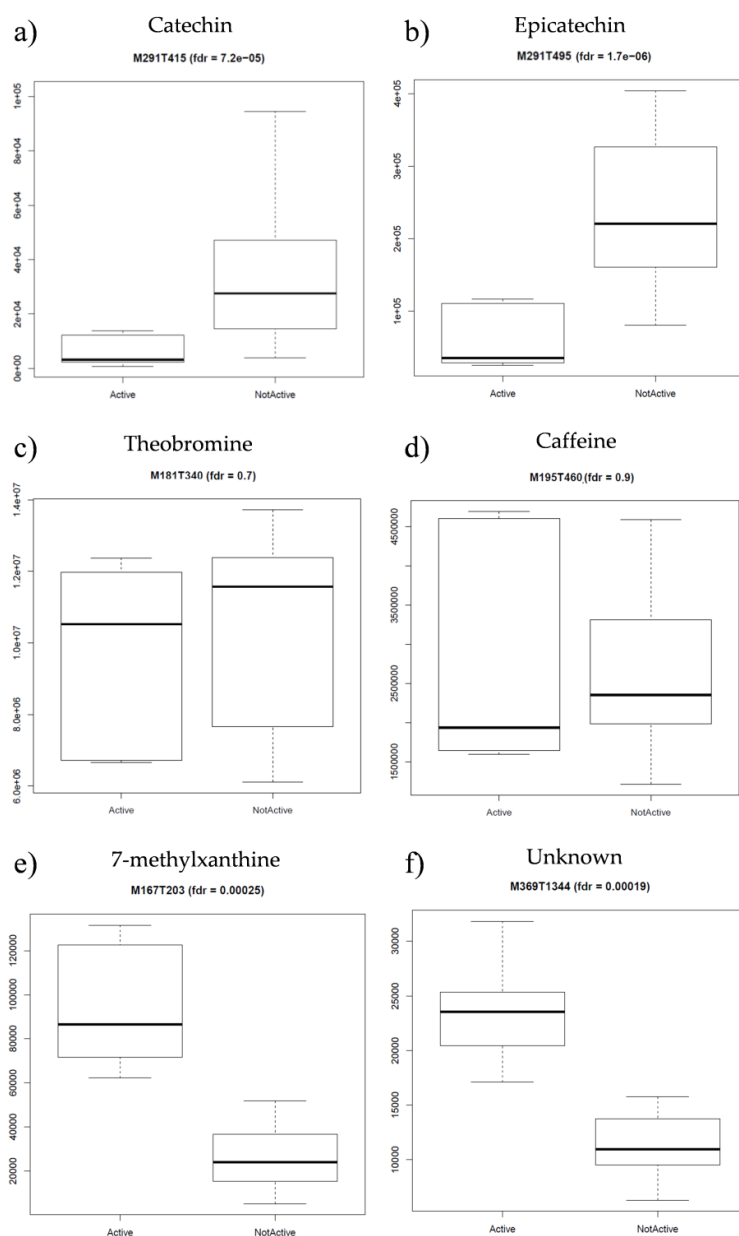 a) Catechin
M291T415 (fdr = 7.2e−05)
1e+05
8e+04
6e+04
4e+04
2e+04
0e+00
Active NotActive
b) Epicatechin
M291T495 (fdr = 1.7e−06)
4e+05
3e+05
2e+05
1e+05
Active NotActive
c) Theobromine
M181T340 (fdr = 0.7)
1.4e+07
1.2e+07
1.0e+07
8.0e+06
6.0e+06
Active NotActive
d) Caffeine
M195T460 (fdr = 0.9)
4500000
3500000
2500000
1500000
Active NotActive
e) 7-methylxanthine
M167T203 (fdr = 0.00025)
120000
100000
80000
60000
40000
20000
Active NotActive
f) Unknown
M369T1344 (fdr = 0.00019)
30000
25000
20000
15000
10000
Active NotActive